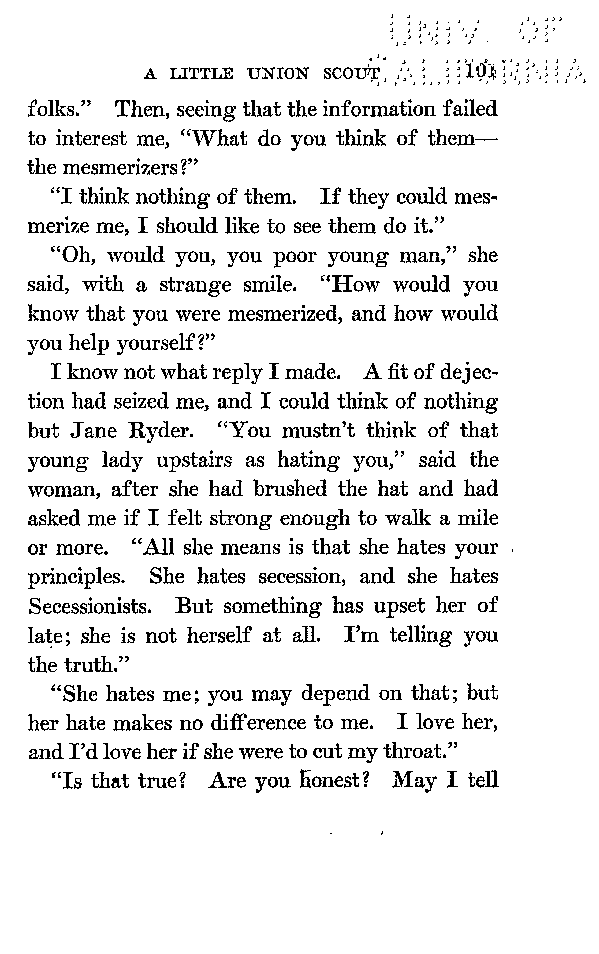 UNIV. OF
CALIFORNIA
A LITTLE UNION SCOUT 101
folks." Then, seeing that the information failed
to interest me, "What do you think of them—
the mesmerizers?"
"I think nothing of them. If they could mes-
merize me, I should like to see them do it."
"Oh, would you, you poor young man," she
said, with a strange smile. "How would you
know that you were mesmerized, and how would
you help yourself?"
I know not what reply I made. A fit of dejec-
tion had seized me, and I could think of nothing
but Jane Ryder. "You mustn't think of that
young lady upstairs as hating you," said the
woman, after she had brushed the hat and had
asked me if I felt strong enough to walk a mile
or more. "All she means is that she hates your
principles. She hates secession, and she hates
Secessionists. But something has upset her of
late; she is not herself at all. I'm telling you
the truth."
"She hates me; you may depend on that; but
her hate makes no difference to me. I love her,
and I'd love her if she were to cut my throat."
"Is that true? Are you honest? May I tell